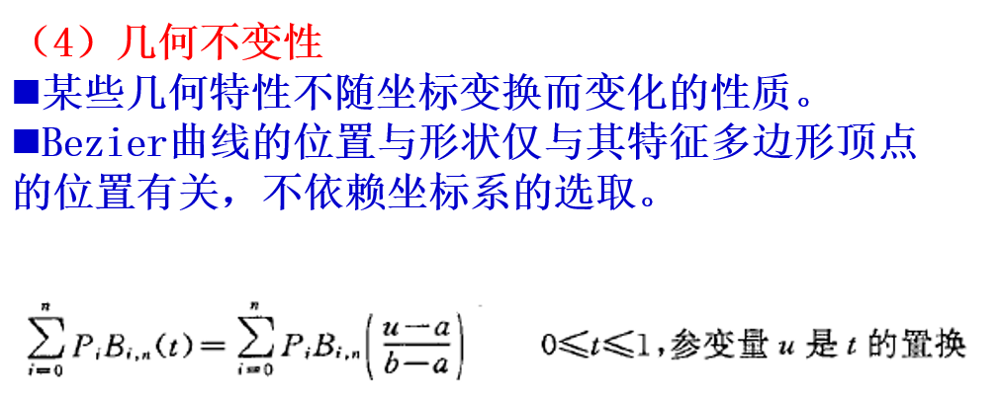 （4）几何不变性
■某些几何特性不随坐标变换而变化的性质。
■Bezier曲线的位置与形状仅与其特征多边形顶点
的位置有关，不依赖坐标系的选取。
$\sum_{i=0}^{n} P_i B_{i,n}(t) = \sum_{i=0}^{n} P_i B_{i,n}\left(\frac{u-a}{b-a}\right)$ 0≤t≤1,参变量 u 是 t 的置换